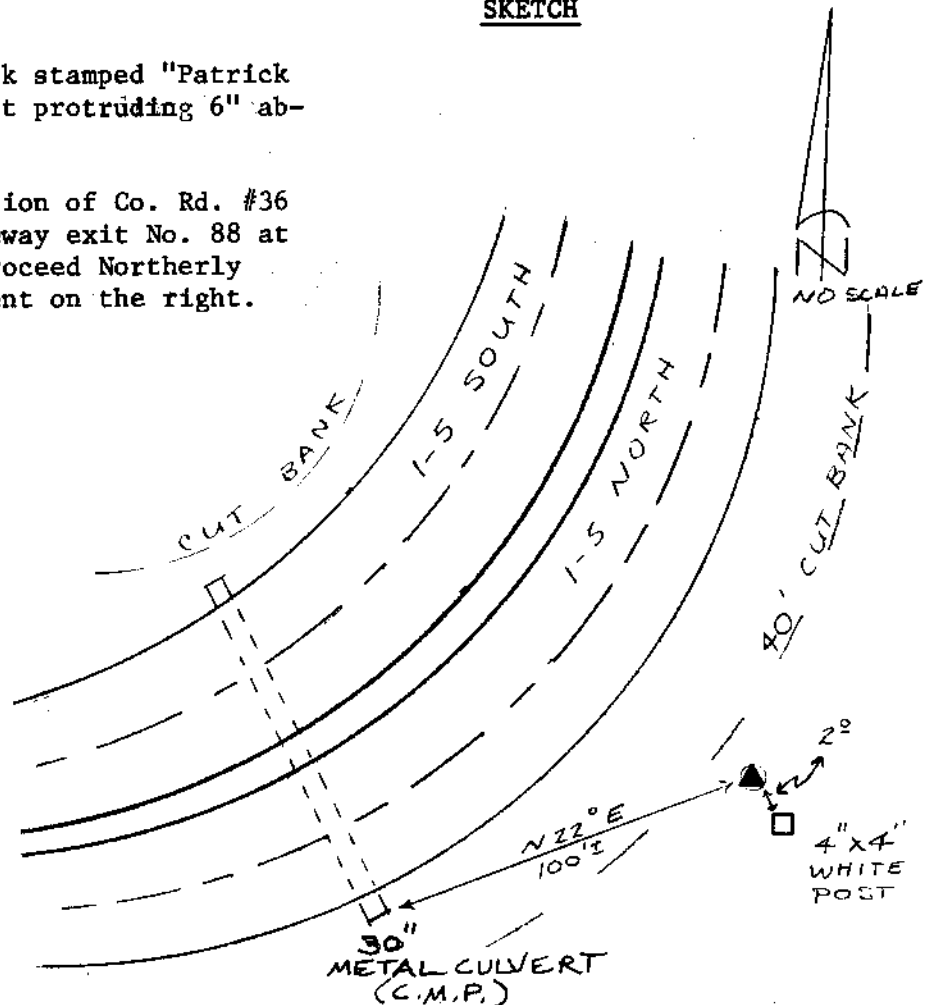 SKETCH
k stamped "Patrick
t protruding 6" ab-
ion of Co. Rd. #36
way exit No. 88 at
roceed Northerly
nt on the right.
N
NO SCALE
CUT BANK
I-5 SOUTH
I-5 NORTH
40' CUT BANK
N 22° E
100'±
2º
4"x4"
WHITE
POST
30"
METAL CULVERT
(C.M.P.)